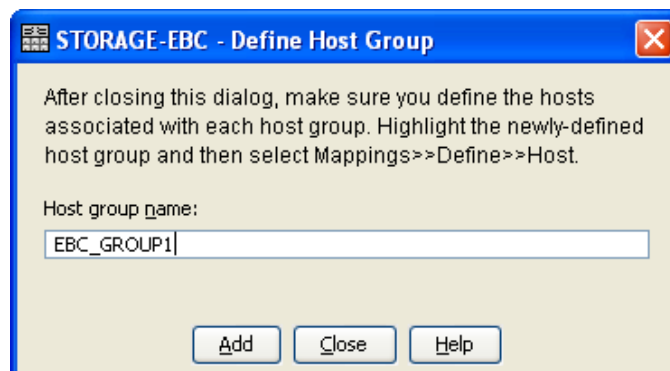 STORAGE-EBC - Define Host Group
After closing this dialog, make sure you define the hosts
associated with each host group. Highlight the newly-defined
host group and then select Mappings>>Define>>Host.
Host group name:
EBC_GROUP1
Add Close Help